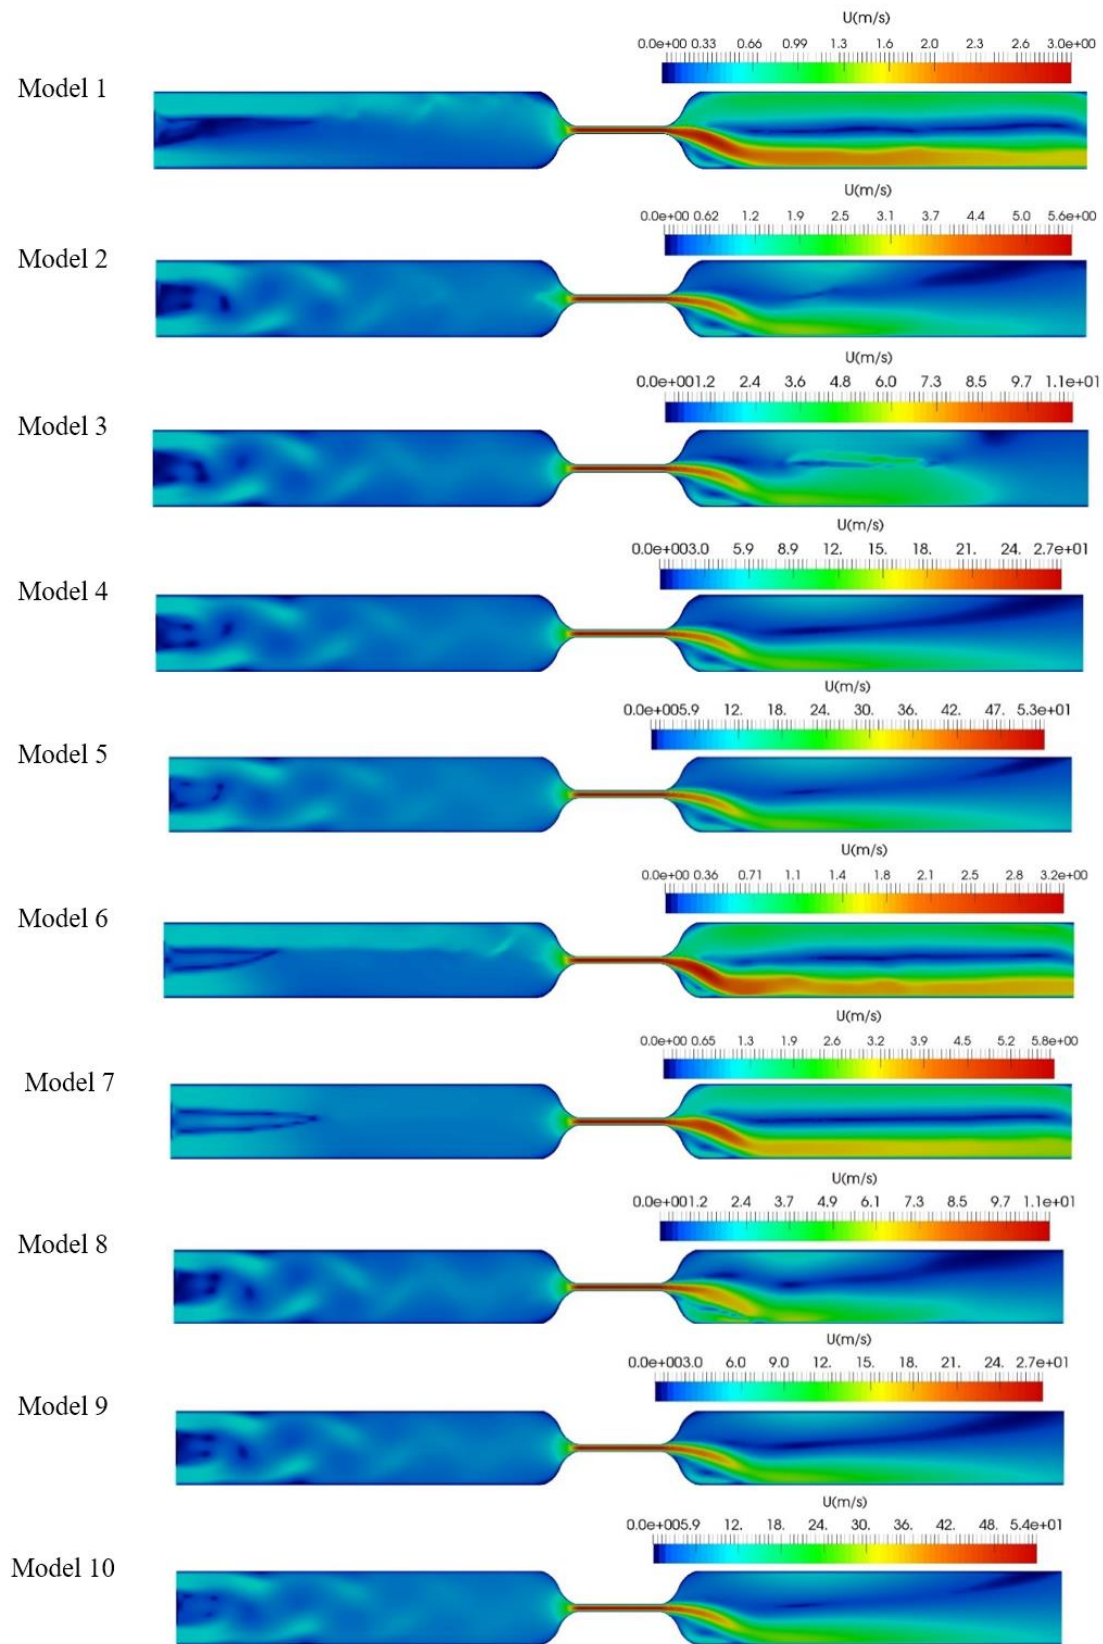 U(m/s)
0.0e+00 0.33 0.66 0.99 1.3 1.6 2.0 2.3 2.6 3.0e+00
Model 1
U(m/s)
0.0e+00 0.62 1.2 1.9 2.5 3.1 3.7 4.4 5.0 5.6e+00
Model 2
U(m/s)
0.0e+001.2 2.4 3.6 4.8 6.0 7.3 8.5 9.7 1.1e+01
Model 3
U(m/s)
0.0e+003.0 5.9 8.9 12. 15. 18. 21. 24. 2.7e+01
Model 4
U(m/s)
0.0e+005.9 12. 18. 24. 30. 36. 42. 47. 5.3e+01
Model 5
U(m/s)
0.0e+00 0.36 0.71 1.1 1.4 1.8 2.1 2.5 2.8 3.2e+00
Model 6
U(m/s)
0.0e+00 0.65 1.3 1.9 2.6 3.2 3.9 4.5 5.2 5.8e+00
Model 7
U(m/s)
0.0e+001.2 2.4 3.7 4.9 6.1 7.3 8.5 9.7 1.1e+01
Model 8
U(m/s)
0.0e+003.0 6.0 9.0 12. 15. 18. 21. 24. 2.7e+01
Model 9
U(m/s)
0.0e+005.9 12. 18. 24. 30. 36. 42. 48. 5.4e+01
Model 10